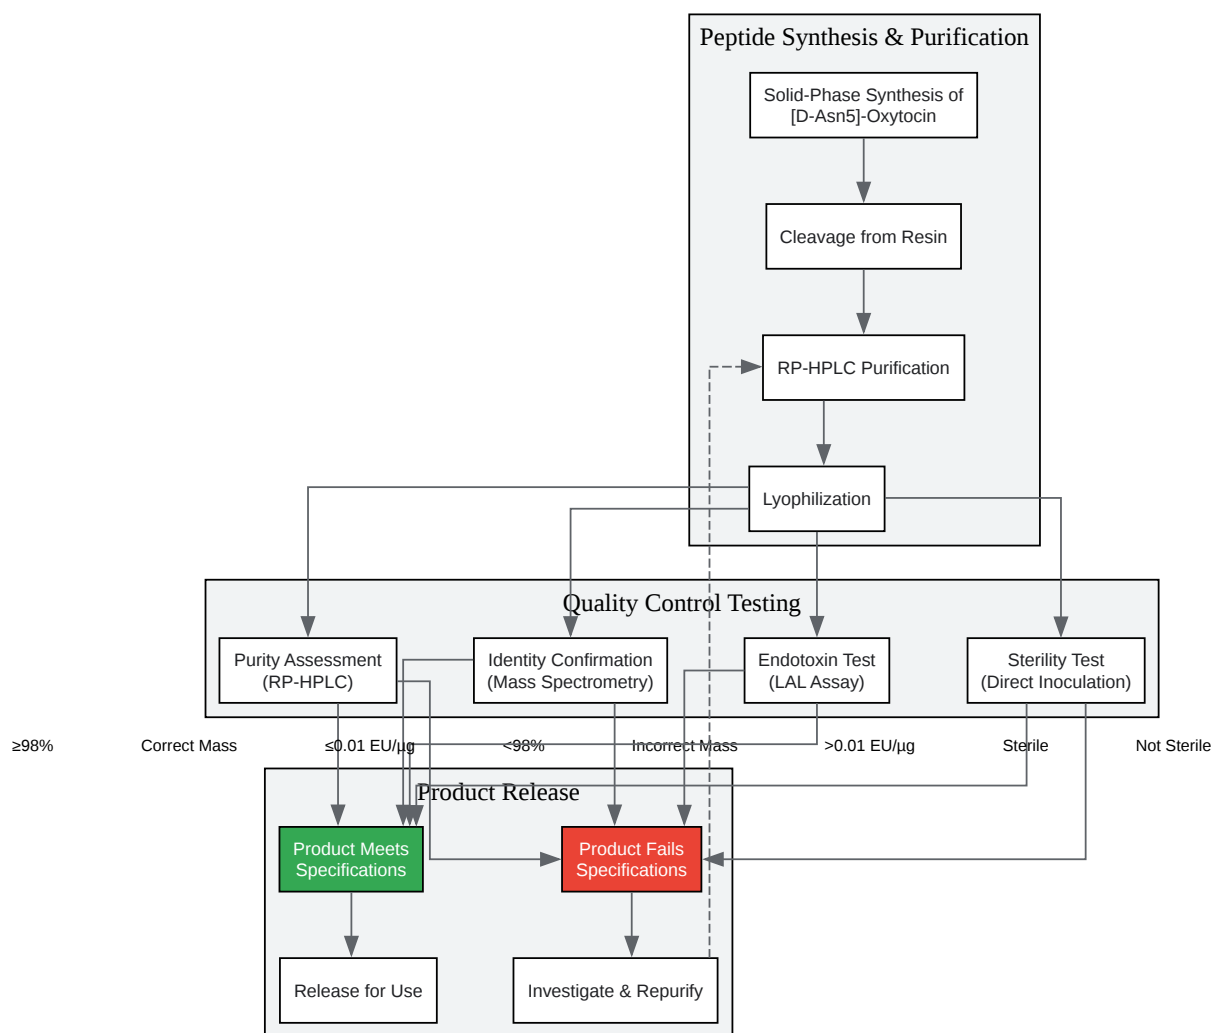 Peptide Synthesis & Purification
Solid-Phase Synthesis of
[D-Asn5]-Oxytocin
Cleavage from Resin
RP-HPLC Purification
Lyophilization
Quality Control Testing
Purity Assessment
(RP-HPLC)
Identity Confirmation
(Mass Spectrometry)
Endotoxin Test
(LAL Assay)
Sterility Test
(Direct Inoculation)
≥98%
Correct Mass
≤0.01 EU/µg
<98%
Incorrect Mass
>0.01 EU/µg
Sterile
Not Sterile
Product Release
Product Meets
Specifications
Product Fails
Specifications
Release for Use
Investigate & Repurify